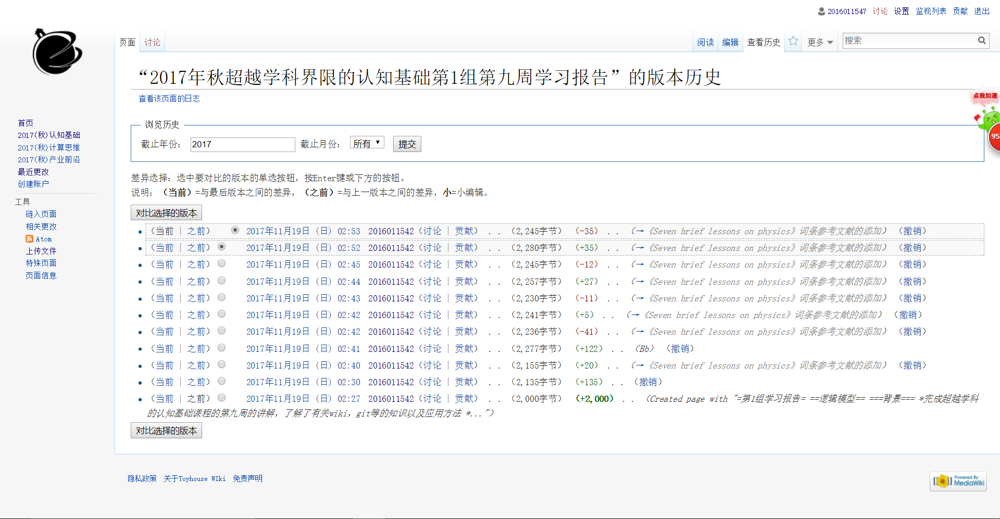 2016011547 讨论 设置 监视列表 贡献 退出
页面 讨论 阅读 编辑 查看历史 更多 搜索
“2017年秋超越学科界限的认知基础第1组第九周学习报告”的版本历史
查看该页面的日志
点我加速
95
首页
2017(秋)认知基础
2017(秋)计算思维
2017(秋)产业前沿
最近更改
创建账户
工具
链入页面
相关更改
Atom
上传文件
特殊页面
页面信息
浏览历史
截止年份： 2017 截止月份： 所有 提交
差异选择：选中要对比的版本的单选按钮，按Enter键或下方的按钮。
说明：（当前）=与最后版本之间的差异，（之前）=与上一版本之间的差异，小=小编辑。
对比选择的版本
（当前 | 之前） 2017年11月19日 (日) 02:53 2016011542（讨论 | 贡献） . . （2,245字节） （-35） . . （→《Seven brief lessons on physics》词条参考文献的添加）（撤销）
（当前 | 之前） 2017年11月19日 (日) 02:52 2016011542（讨论 | 贡献） . . （2,280字节） （+35） . . （→《Seven brief lessons on physics》词条参考文献的添加）（撤销）
（当前 | 之前） 2017年11月19日 (日) 02:45 2016011542（讨论 | 贡献） . . （2,245字节） （-12） . . （→《Seven brief lessons on physics》词条参考文献的添加）（撤销）
（当前 | 之前） 2017年11月19日 (日) 02:44 2016011542（讨论 | 贡献） . . （2,257字节） （+27） . . （→《Seven brief lessons on physics》词条参考文献的添加）（撤销）
（当前 | 之前） 2017年11月19日 (日) 02:43 2016011542（讨论 | 贡献） . . （2,230字节） （-11） . . （→《Seven brief lessons on physics》词条参考文献的添加）（撤销）
（当前 | 之前） 2017年11月19日 (日) 02:42 2016011542（讨论 | 贡献） . . （2,241字节） （+5） . . （→《Seven brief lessons on physics》词条参考文献的添加）（撤销）
（当前 | 之前） 2017年11月19日 (日) 02:42 2016011542（讨论 | 贡献） . . （2,236字节） （-41） . . （→《Seven brief lessons on physics》词条参考文献的添加）（撤销）
（当前 | 之前） 2017年11月19日 (日) 02:41 2016011542（讨论 | 贡献） . . （2,277字节） （+122） . . （Bb）（撤销）
（当前 | 之前） 2017年11月19日 (日) 02:40 2016011542（讨论 | 贡献） . . （2,155字节） （+20） . . （→《Seven brief lessons on physics》词条参考文献的添加）（撤销）
（当前 | 之前） 2017年11月19日 (日) 02:30 2016011542（讨论 | 贡献） . . （2,135字节） （+135） . . （撤销）
（当前 | 之前） 2017年11月19日 (日) 02:27 2016011542（讨论 | 贡献） . . （2,000字节） （+2,000） . . （Created page with "=第1组学习报告= ==逻辑模型== ===背景=== *完成超越学科
的认知基础课程的第九周的讲解，了解了有关wiki，git等的知识以及应用方法 *..."）
对比选择的版本
隐私政策 关于Toyhouse WIki 免责声明
Powered By
MediaWiki